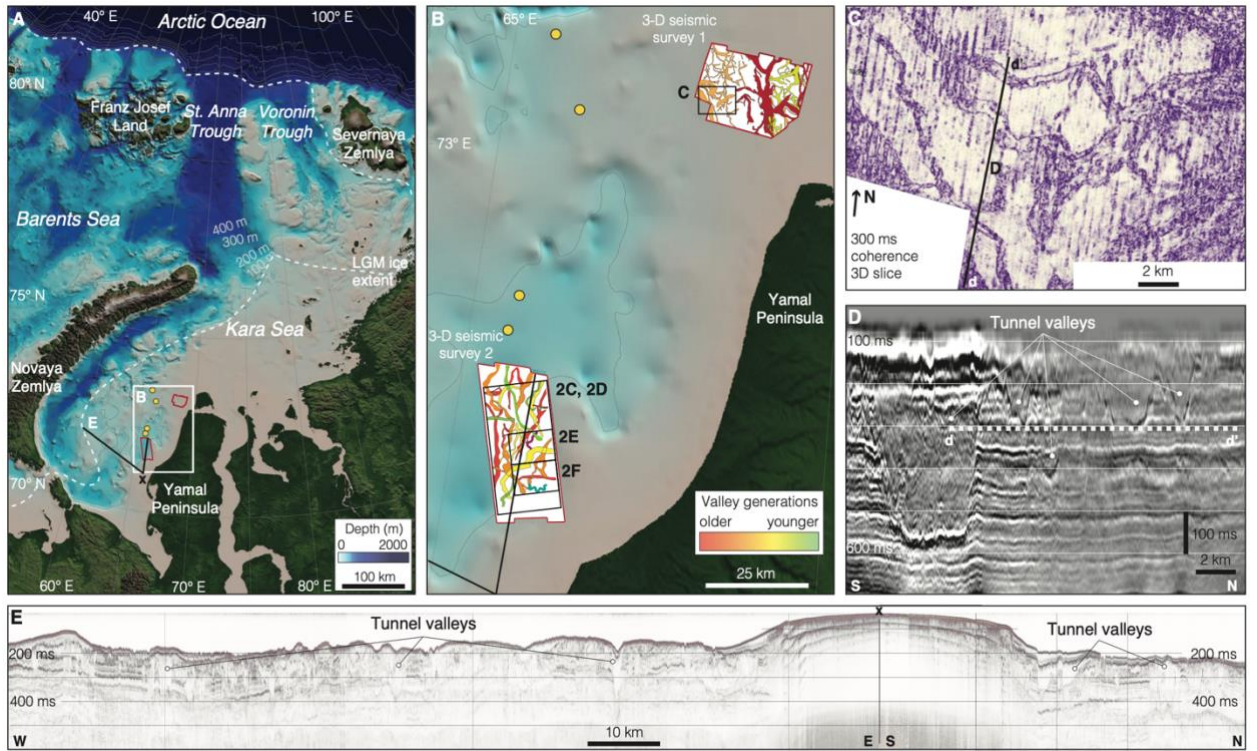 A
40° E
Arctic Ocean
100° E
80° N
Franz Josef
Land
St. Anna
Trough
Voronin
Trough
Severnaya
Zemlya
Barents Sea
400 m
300 m
200 m
LGM ice
extent
75° N
Kara Sea
Novaya
Zemlya
B
E
x
70° N
Yamal
Peninsula
Depth (m)
0 2000
100 km
60° E
70° E
80° E
B
65° E
3-D seismic
survey 1
C
73° E
Yamal
Peninsula
3-D seismic
survey 2
2C, 2D
2E
2F
Valley generations
older younger
25 km
C
d'
D
N
300 ms
coherence
3D slice
d
2 km
D
Tunnel valleys
100 ms
d d'
600 ms
100 ms
2 km
S N
E
Tunnel valleys
x
Tunnel valleys
200 ms
200 ms
400 ms
400 ms
10 km
W
E S
N